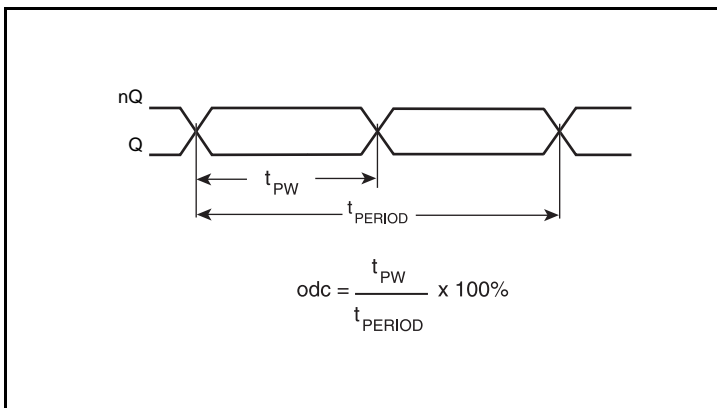 nQ
Q
tPW
tPERIOD
odc = tPW / tPERIOD x 100%